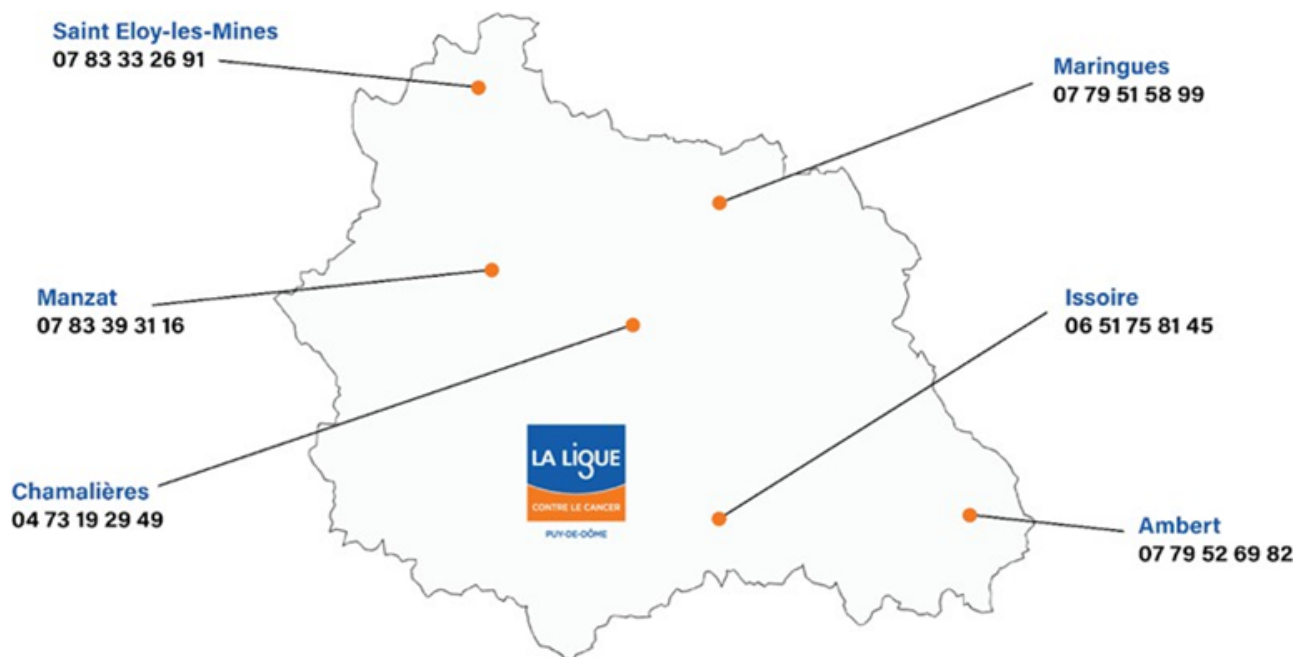 Saint Eloy-les-Mines
07 83 33 26 91
Maringues
07 79 51 58 99
Manzat
07 83 39 31 16
Issoire
06 51 75 81 45
Chamalières
04 73 19 29 49
LA LIGUE
CONTRE LE CANCER
PUY-DE-DÔME
Ambert
07 79 52 69 82